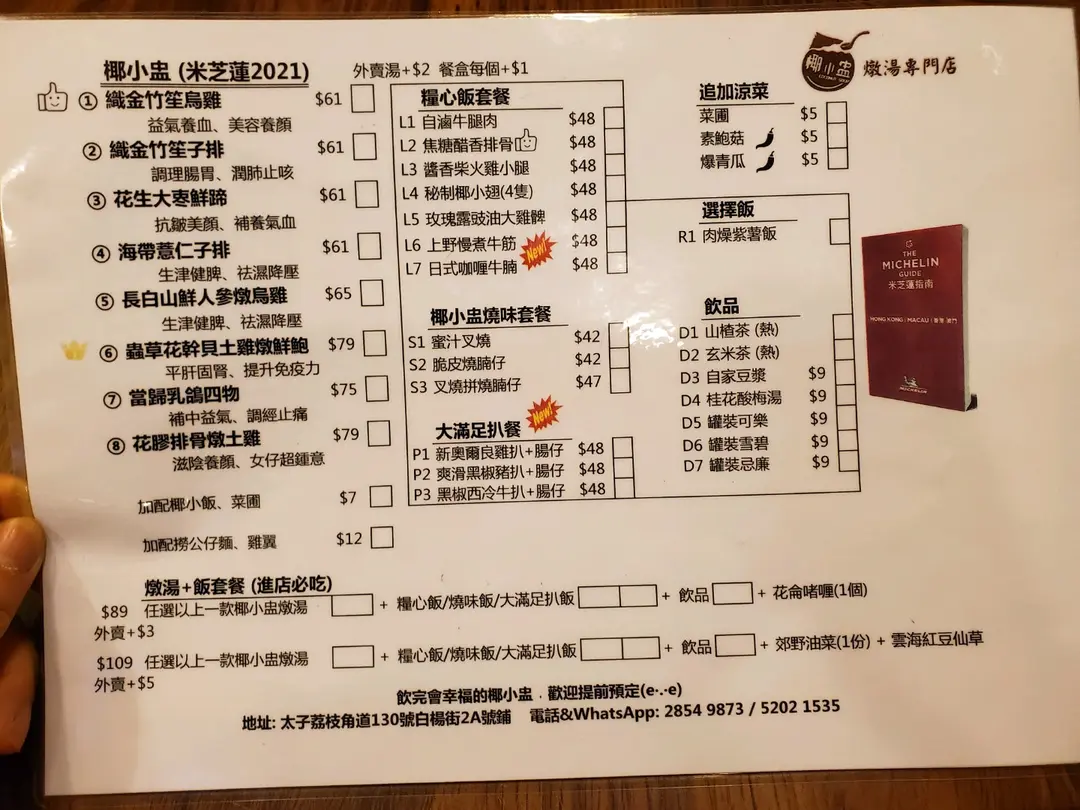 椰小盅 (米芝蓮2021)
外賣湯+$2 餐盒每個+$1
椰小盅
COCONUT SOUP
燉湯專門店
① 織金竹笙烏雞 $61
益氣養血、美容養顏
② 織金竹笙子排 $61
調理腸胃、潤肺止咳
③ 花生大枣鮮蹄 $61
抗皺美顏、補養氣血
④ 海帶薏仁子排 $61
生津健脾、祛濕降壓
⑤ 長白山鮮人參燉烏雞 $65
生津健脾、祛濕降壓
⑥ 蟲草花幹貝土雞燉鮮鮑 $79
平肝固腎、提升免疫力
⑦ 當歸乳鴿四物 $75
補中益氣、調經止痛
⑧ 花膠排骨燉土雞 $79
滋陰養顏、女仔超鍾意
加配椰小飯、菜圃 $7
加配撈公仔麵、雞翼 $12
糧心飯套餐
L1 自滷牛腿肉 $48
L2 焦糖醋香排骨 $48
L3 醬香柴火雞小腿 $48
L4 秘制椰小翅(4隻) $48
L5 玫瑰露豉油大雞髀 $48
L6 上野慢煮牛筋 $48
New!
L7 日式咖喱牛腩 $48
椰小盅燒味套餐
S1 蜜汁叉燒 $42
S2 脆皮燒腩仔 $42
S3 叉燒拼燒腩仔 $47
New!
大滿足扒餐
P1 新奧爾良雞扒+腸仔 $48
P2 爽滑黑椒豬扒+腸仔 $48
P3 黑椒西冷牛扒+腸仔 $48
追加涼菜
菜圃 $5
素鮑菇 $5
爆青瓜 $5
選擇飯
R1 肉燥紫薯飯
飲品
D1 山楂茶 (熱)
D2 玄米茶 (熱)
D3 自家豆漿 $9
D4 桂花酸梅湯 $9
D5 罐裝可樂 $9
D6 罐裝雪碧 $9
D7 罐裝忌廉 $9
THE
MICHELIN
GUIDE
米芝蓮指南
HONG KONG | MACAU | 香港 澳門
MICHELIN
燉湯+飯套餐 (進店必吃)
$89 任選以上一款椰小盅燉湯 + 糧心飯/燒味飯/大滿足扒飯 + 飲品 + 花侖啫喱(1個)
外賣+$3
$109 任選以上一款椰小盅燉湯 + 糧心飯/燒味飯/大滿足扒飯 + 飲品 + 郊野油菜(1份) + 雲海紅豆仙草
外賣+$5
飲完會幸福的椰小盅﹒歡迎提前預定(e·.·e)
地址: 太子荔枝角道130號白楊街2A號鋪 電話&WhatsApp: 2854 9873 / 5202 1535